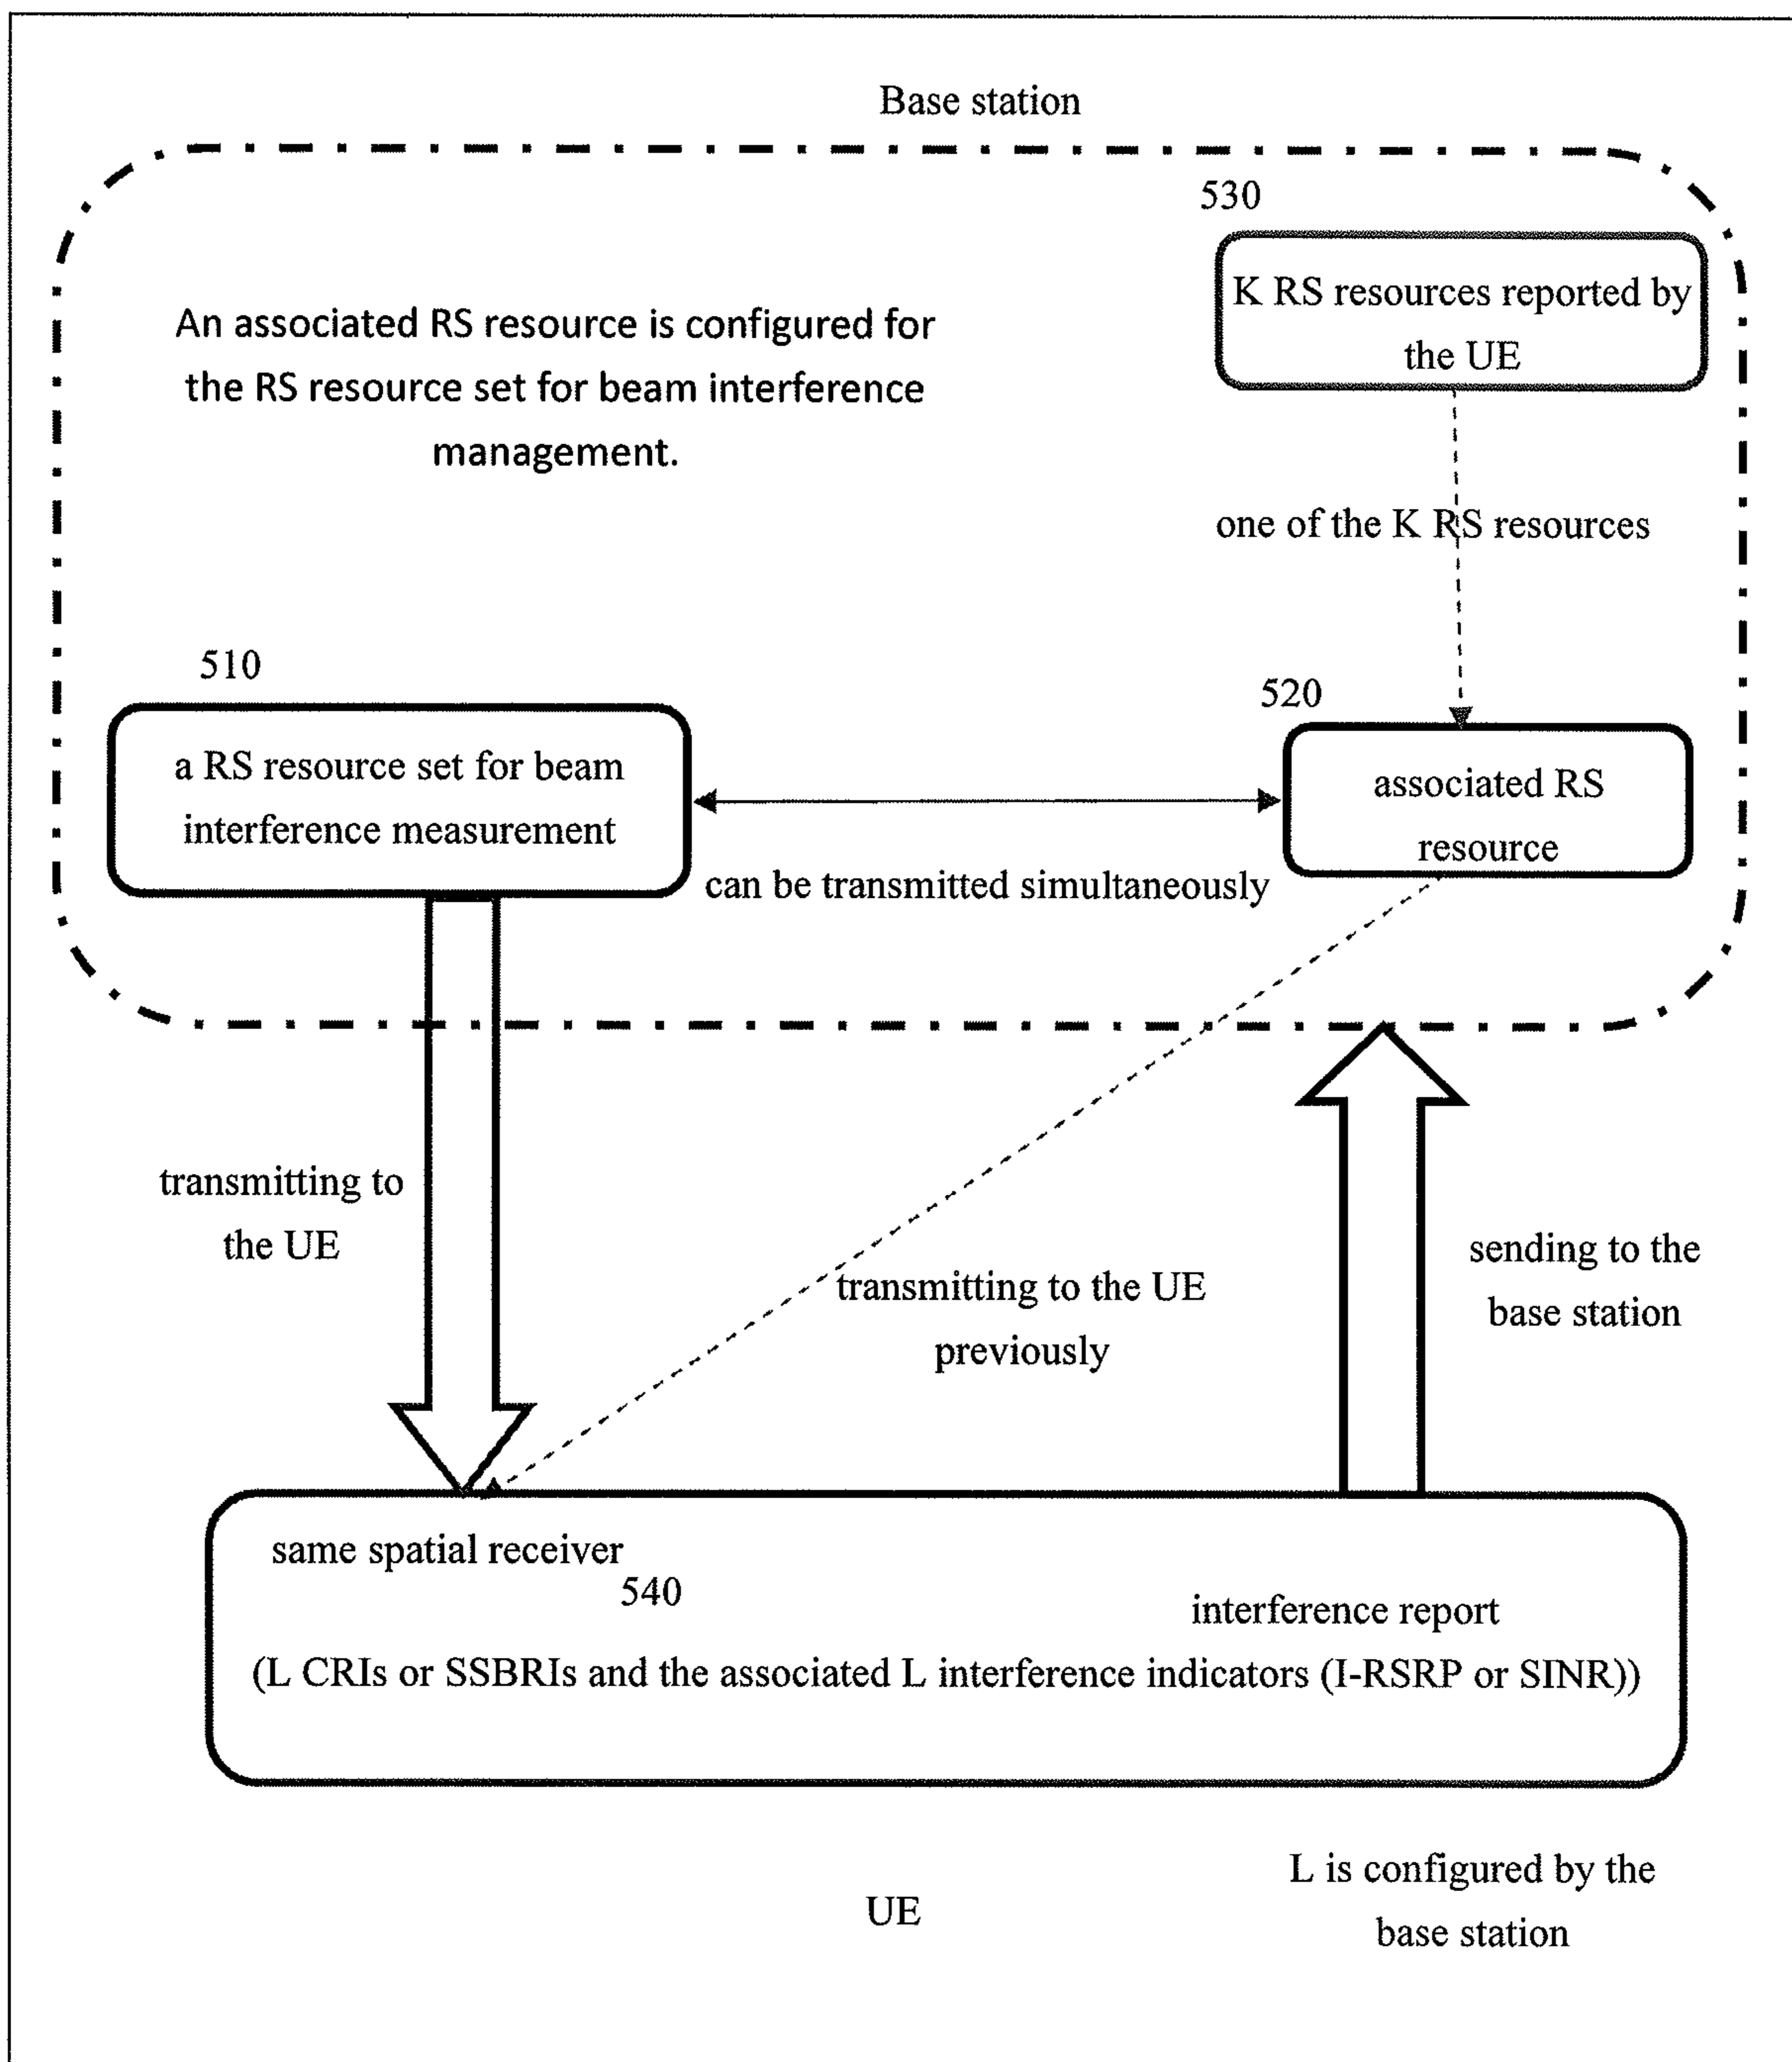 Base station
530
K RS resources reported by
the UE
An associated RS resource is configured for
the RS resource set for beam interference
management.
one of the K RS resources
510
520
a RS resource set for beam
interference measurement
associated RS
resource
can be transmitted simultaneously
transmitting to
the UE
transmitting to the UE
previously
sending to the
base station
same spatial receiver
540
interference report
(L CRIs or SSBRIs and the associated L interference indicators (I-RSRP or SINR))
L is configured by the
base station
UE